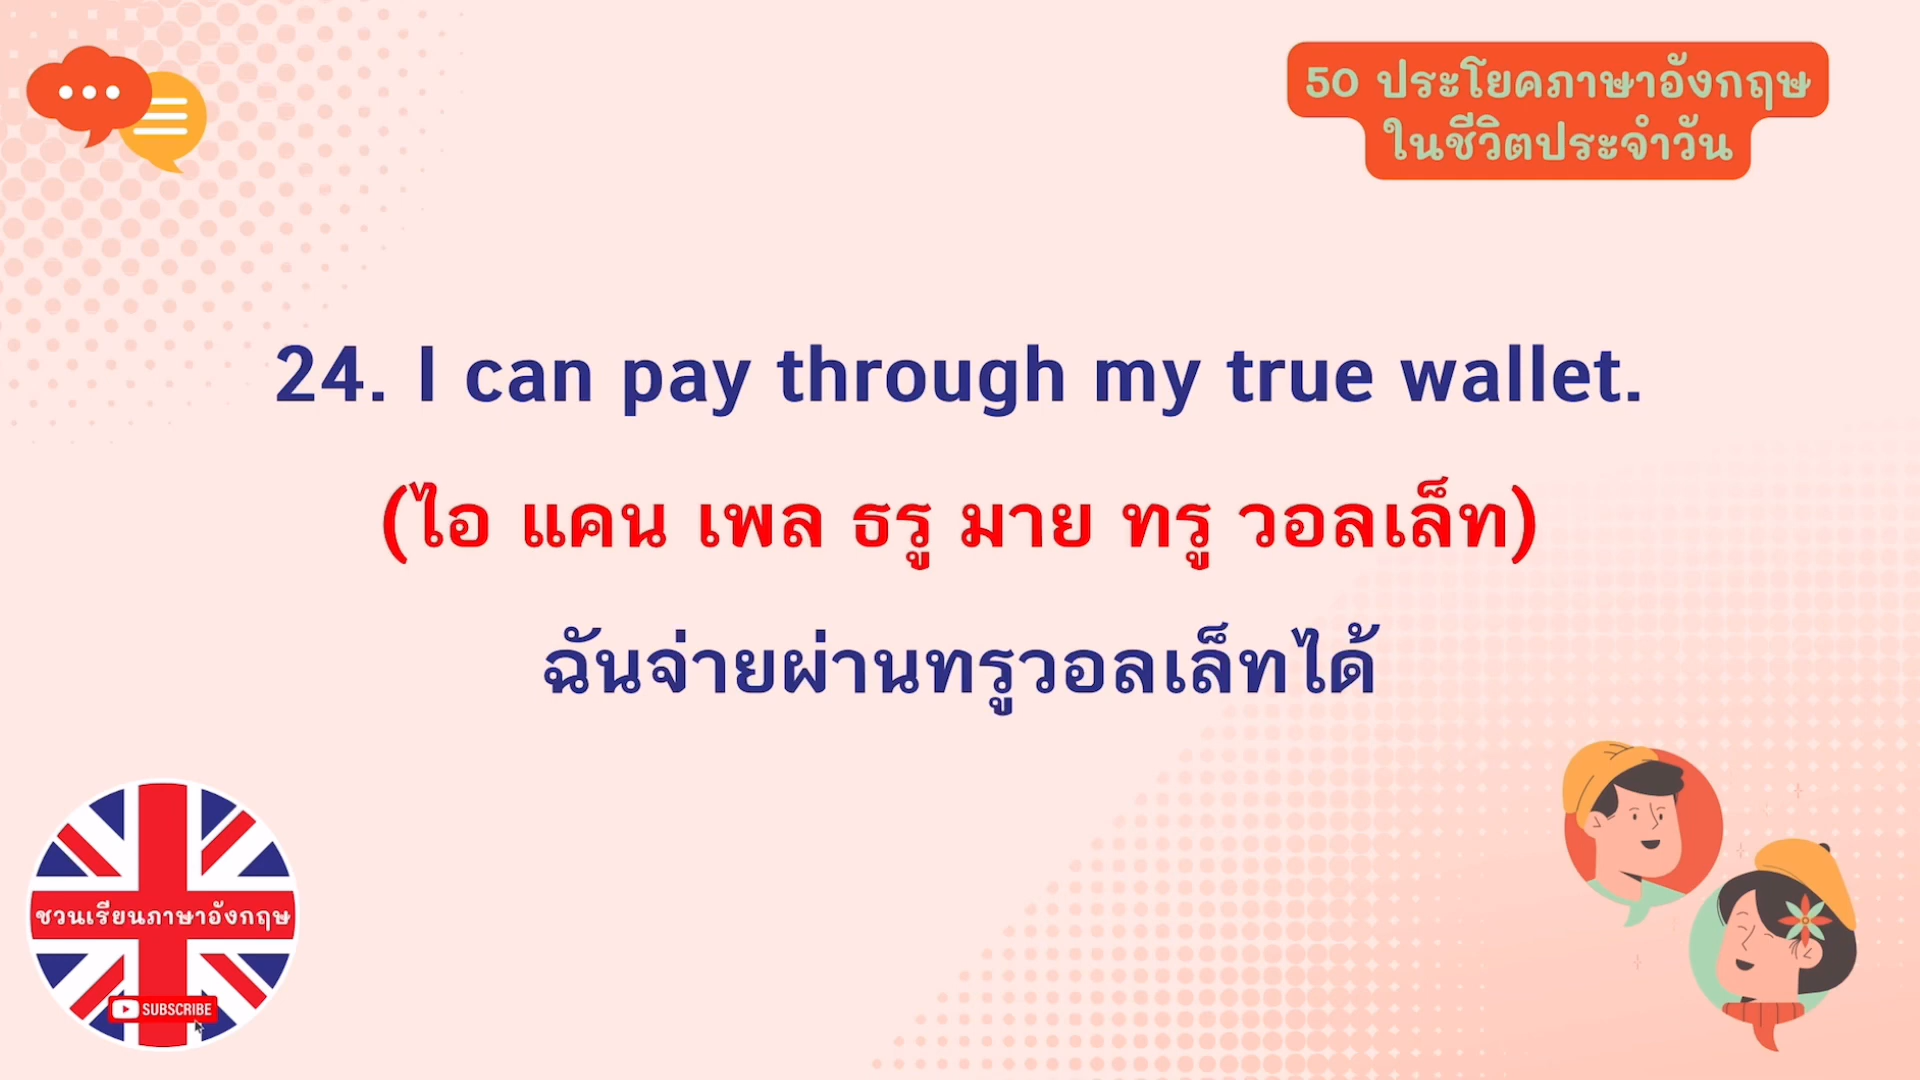 50 ประโยคภาษาอังกฤษ
ในชีวิตประจำวัน
24. I can pay through my true wallet.
(ไอ แคน เพล ธรู มาย ทรู วอลเล็ท)
ฉันจ่ายผ่านทรูวอลเล็ทได้
ชวนเรียนภาษาอังกฤษ
SUBSCRIBE